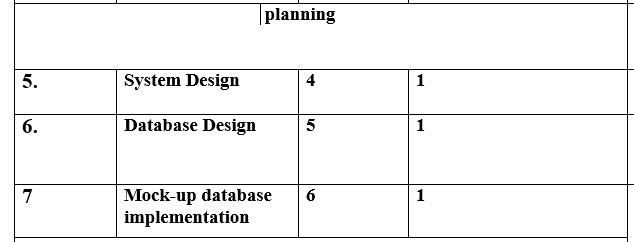 planning
5. System Design 4 1
6. Database Design 5 1
7 Mock-up database 6 1
implementation